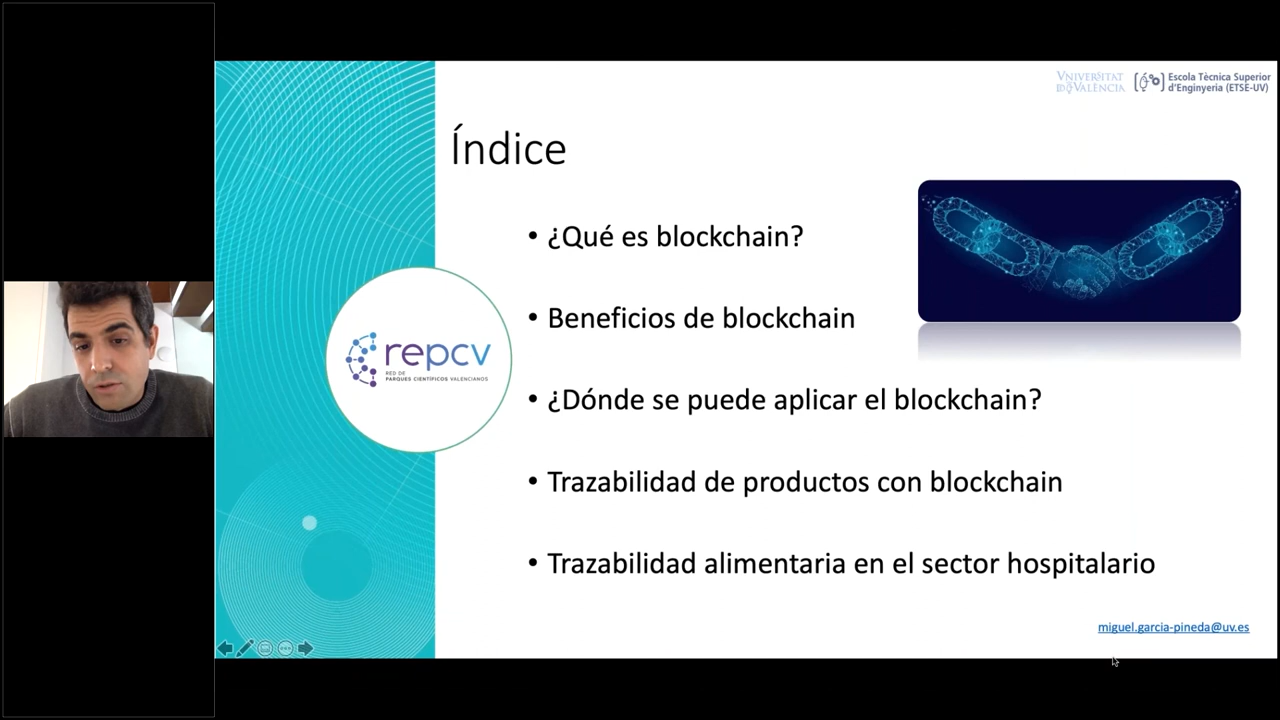 VNIVERSITAT
ID VALÈNCIA
Escola Tècnica Superior
d'Enginyeria (ETSE-UV)
Índice
• ¿Qué es blockchain?
• Beneficios de blockchain
repcv
RED DE
PARQUES CIENTÍFICOS VALENCIANOS
• ¿Dónde se puede aplicar el blockchain?
• Trazabilidad de productos con blockchain
• Trazabilidad alimentaria en el sector hospitalario
miguel.garcia-pineda@uv.es